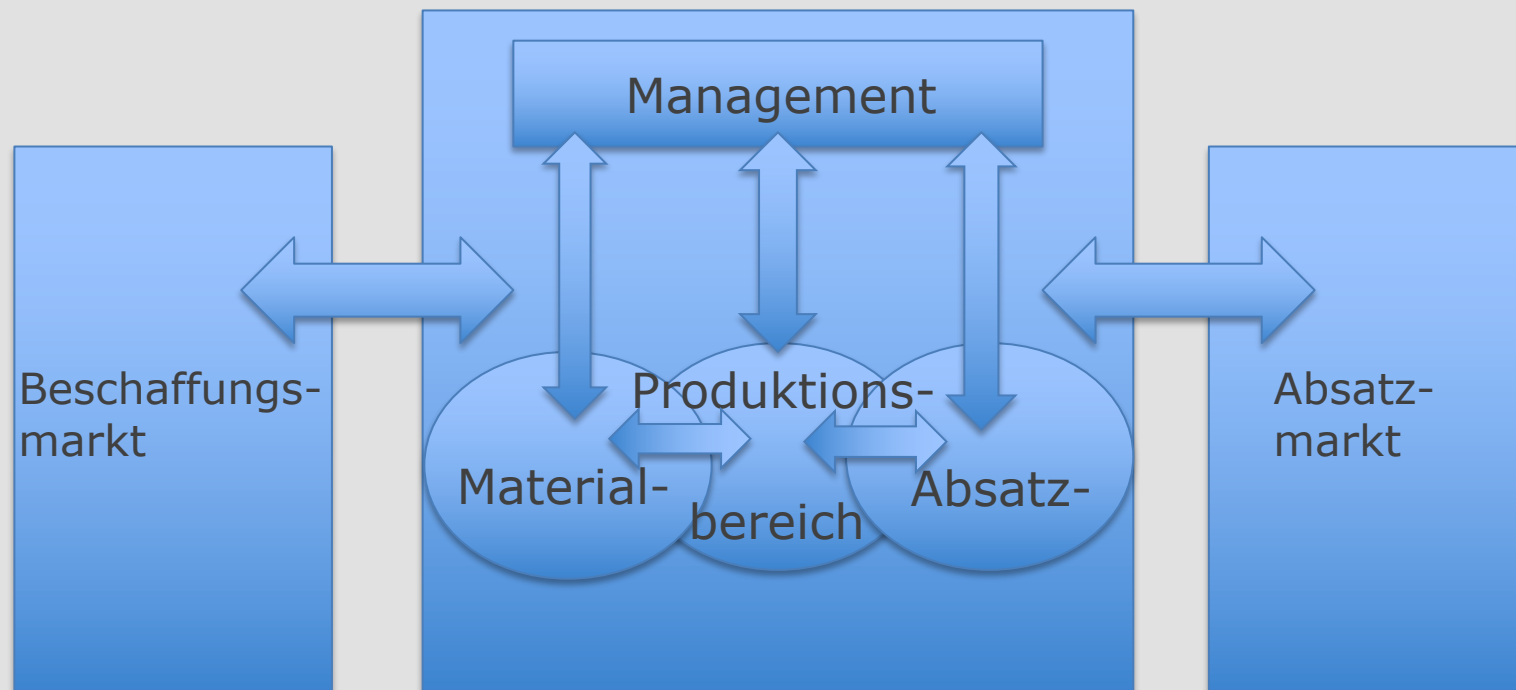 Management
Beschaffungs-
markt
Produktions-
Material-
bereich
Absatz-
Absatz-
markt